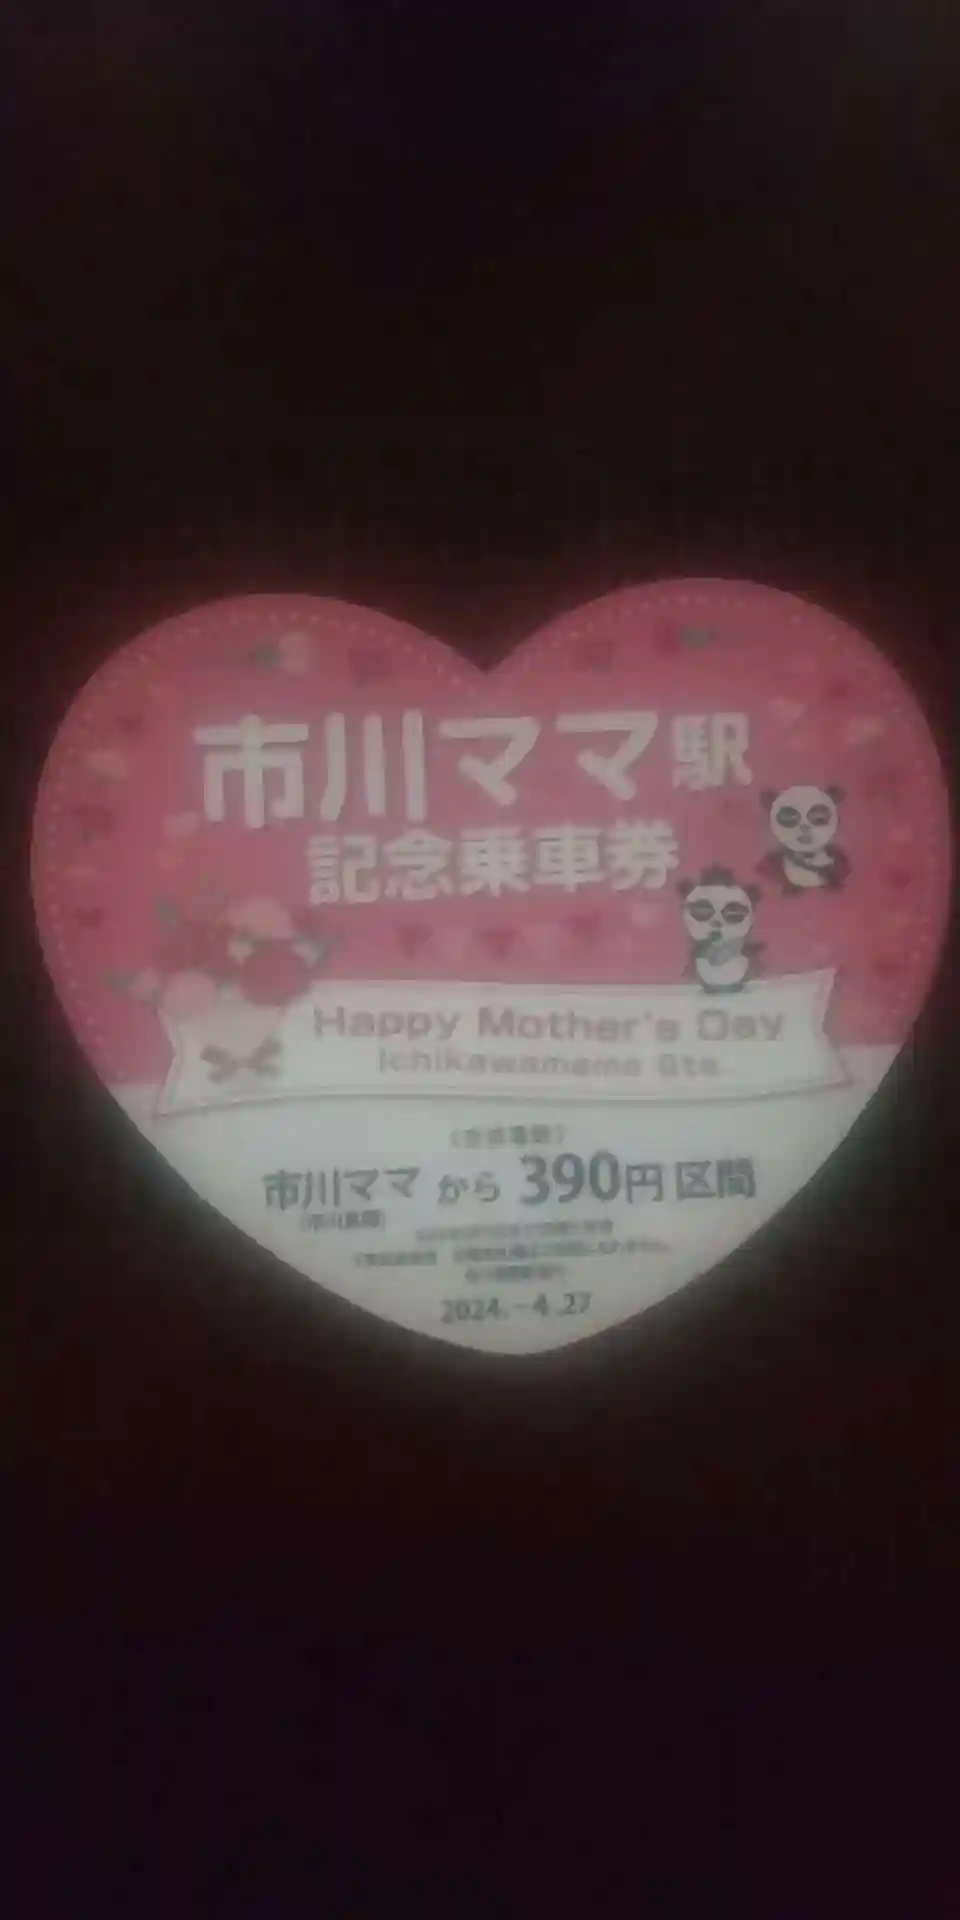 市川ママ駅
記念乗車券
Happy Mother's Day
Ichikawamama Sta.
市川ママから390円区間
2024.-4.27